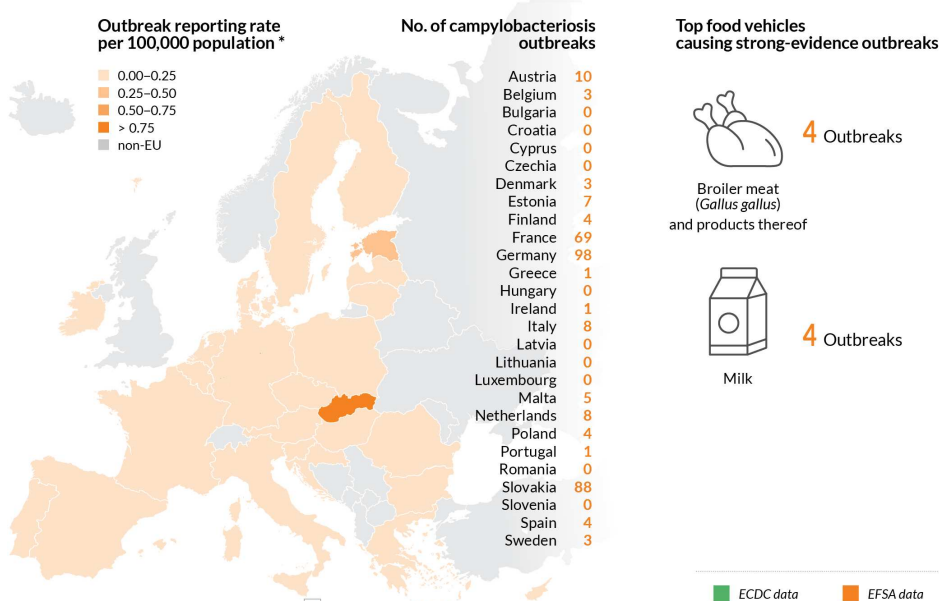 Outbreak reporting rate
per 100,000 population *
0.00–0.25
0.25–0.50
0.50–0.75
> 0.75
non-EU
No. of campylobacteriosis
outbreaks
Austria 10
Belgium 3
Bulgaria 0
Croatia 0
Cyprus 0
Czechia 0
Denmark 3
Estonia 7
Finland 4
France 69
Germany 98
Greece 1
Hungary 0
Ireland 1
Italy 8
Latvia 0
Lithuania 0
Luxembourg 0
Malta 5
Netherlands 8
Poland 4
Portugal 1
Romania 0
Slovakia 88
Slovenia 0
Spain 4
Sweden 3
Top food vehicles
causing strong-evidence outbreaks
4 Outbreaks
Broiler meat
(Gallus gallus)
and products thereof
4 Outbreaks
Milk
ECDC data
EFSA data